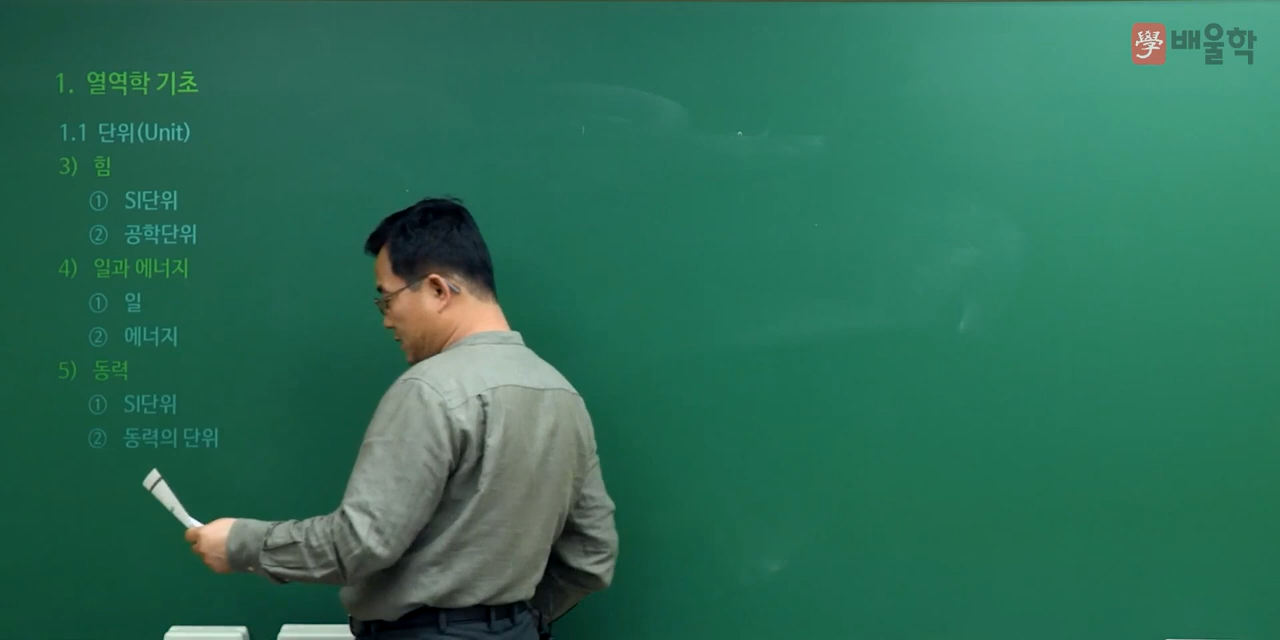 學 배울학
1. 열역학 기초
1.1 단위(Unit)
3) 힘
① SI단위
② 공학단위
4) 일과 에너지
① 일
② 에너지
5) 동력
① SI단위
② 동력의 단위